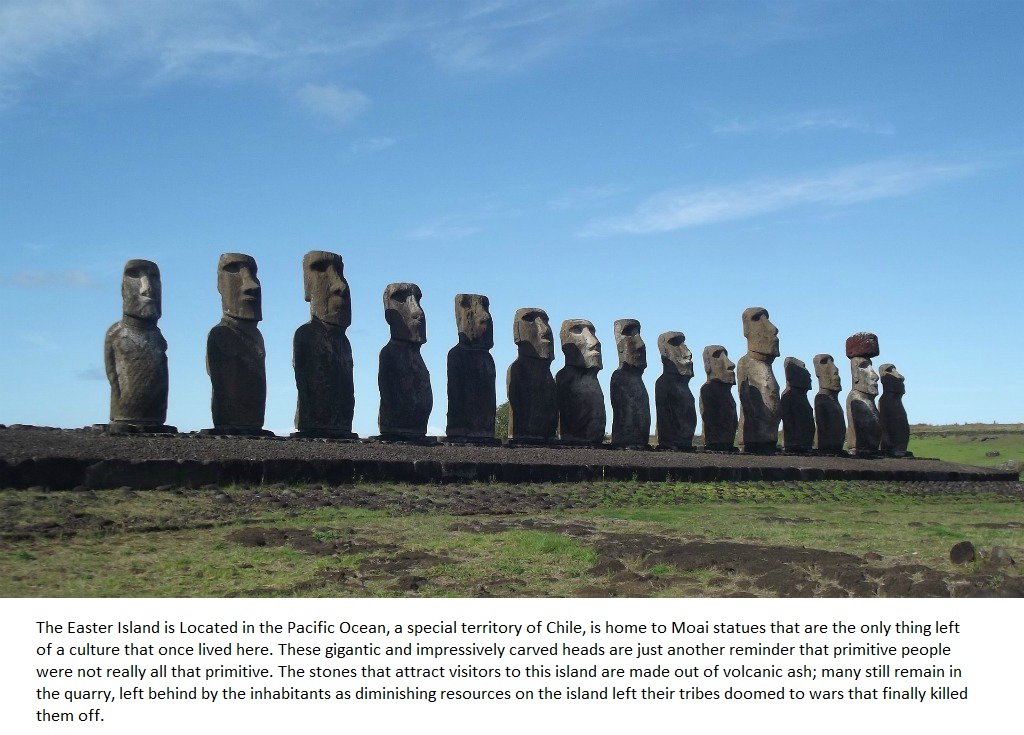 The Easter Island is Located in the Pacific Ocean, a special territory of Chile, is home to Moai statues that are the only thing left
of a culture that once lived here. These gigantic and impressively carved heads are just another reminder that primitive people
were not really all that primitive. The stones that attract visitors to this island are made out of volcanic ash; many still remain in
the quarry, left behind by the inhabitants as diminishing resources on the island left their tribes doomed to wars that finally killed
them off.